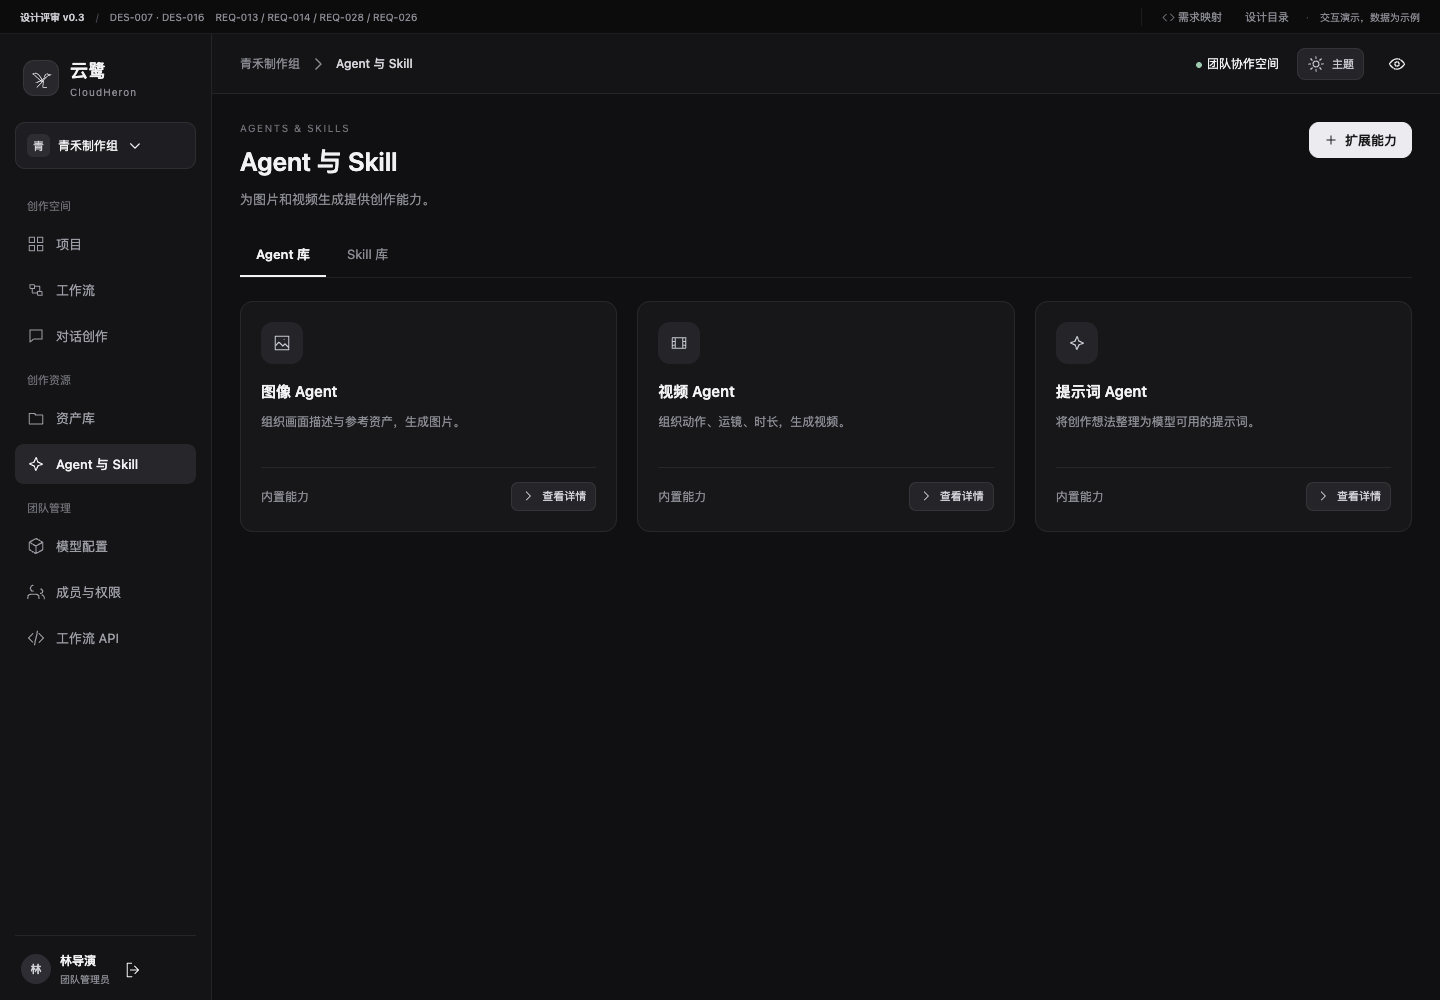 设计评审 v0.3 / DES-007 · DES-016 REQ-013 / REQ-014 / REQ-028 / REQ-026
需求映射 设计目录 · 交互演示，数据为示例
云鹭
CloudHeron
青 青禾制作组
创作空间
项目
工作流
对话创作
创作资源
资产库
Agent 与 Skill
团队管理
模型配置
成员与权限
工作流 API
林 林导演
团队管理员
青禾制作组 Agent 与 Skill
团队协作空间 主题
AGENTS & SKILLS
Agent 与 Skill
为图片和视频生成提供创作能力。
扩展能力
Agent 库 Skill 库
图像 Agent
组织画面描述与参考资产，生成图片。
内置能力 查看详情
视频 Agent
组织动作、运镜、时长，生成视频。
内置能力 查看详情
提示词 Agent
将创作想法整理为模型可用的提示词。
内置能力 查看详情